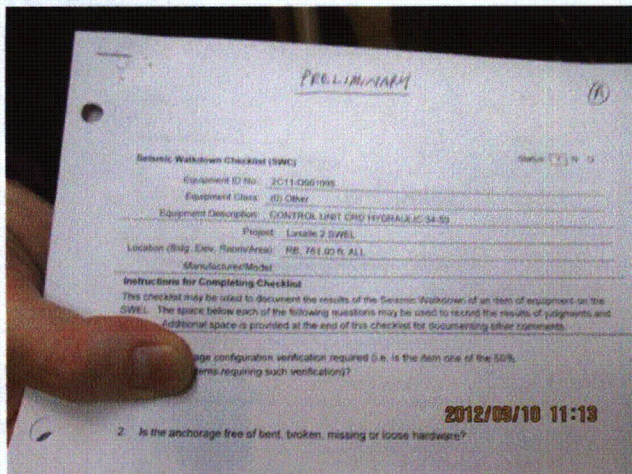 PRELIMINARY
Seismic Walkdown Checklist (SWC)
Status: Y N U
Equipment ID No.
Equipment Class (0) Other
Equipment Description CONTROL UNIT CRD HYDRAULIC
Project Lasalle 2 SWEL
Location (Bldg, Elev, Room/Area) RB, 761.00 ft, ALL
Manufacturer/Model
Instructions for Completing Checklist
This checklist may be used to document the results of the Seismic Walkdown of an item of equipment on the
SWEL. The space below each of the following questions may be used to record the results of judgments and
Additional space is provided at the end of this checklist for documenting other comments.
age configuration verification required (i.e. is the item one of the 50%
items requiring such verification)?
2012/09/10 11:13
2. Is the anchorage free of bent, broken, missing or loose hardware?